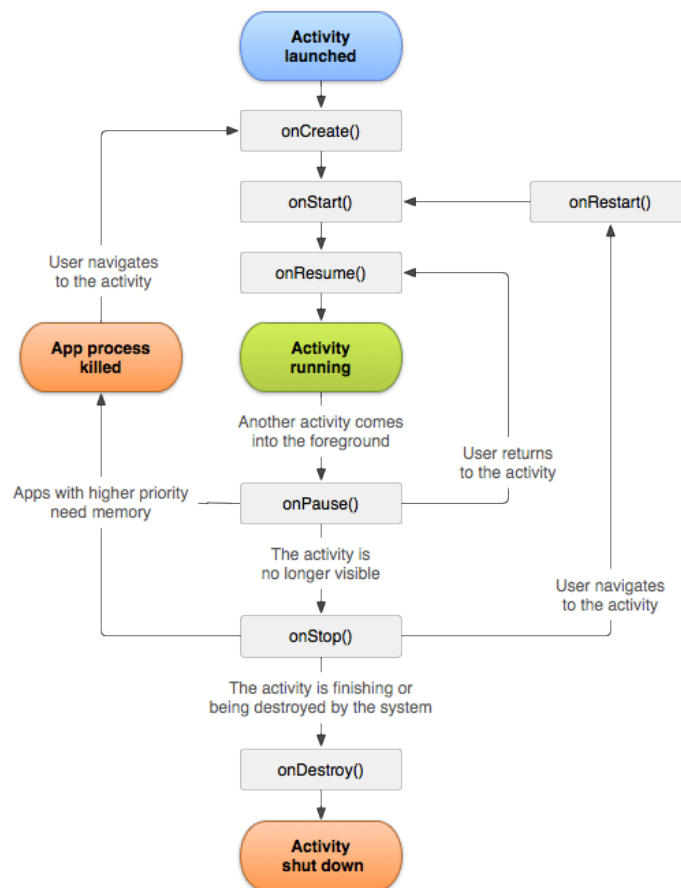 Activity
launched
onCreate()
onStart()
onRestart()
User navigates
to the activity
onResume()
App process
killed
Activity
running
Another activity comes
into the foreground
User returns
to the activity
Apps with higher priority
need memory
onPause()
The activity is
no longer visible
User navigates
to the activity
onStop()
The activity is finishing or
being destroyed by the system
onDestroy()
Activity
shut down